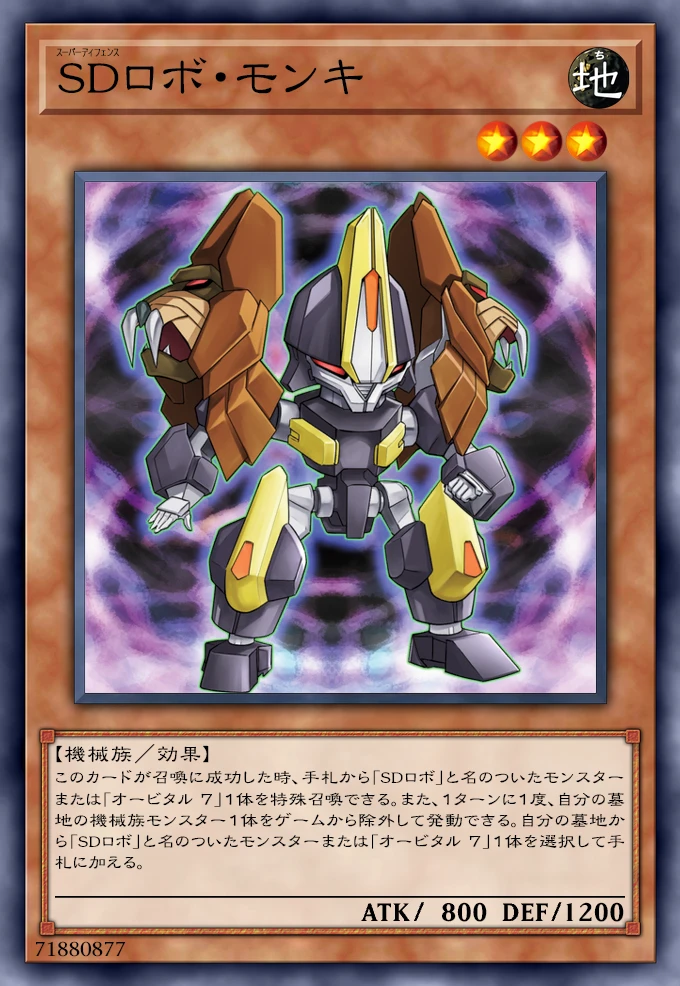 スーパーディフェンス
SDロボ・モンキ
ち
地
【機械族／効果】
このカードが召喚に成功した時、手札から「SDロボ」と名のついたモンスター
または「オービタル 7」1体を特殊召喚できる。また、1ターンに1度、自分の墓
地の機械族モンスター1体をゲームから除外して発動できる。自分の墓地か
ら「SDロボ」と名のついたモンスターまたは「オービタル 7」1体を選択して手
札に加える。
ATK/ 800 DEF/1200
71880877